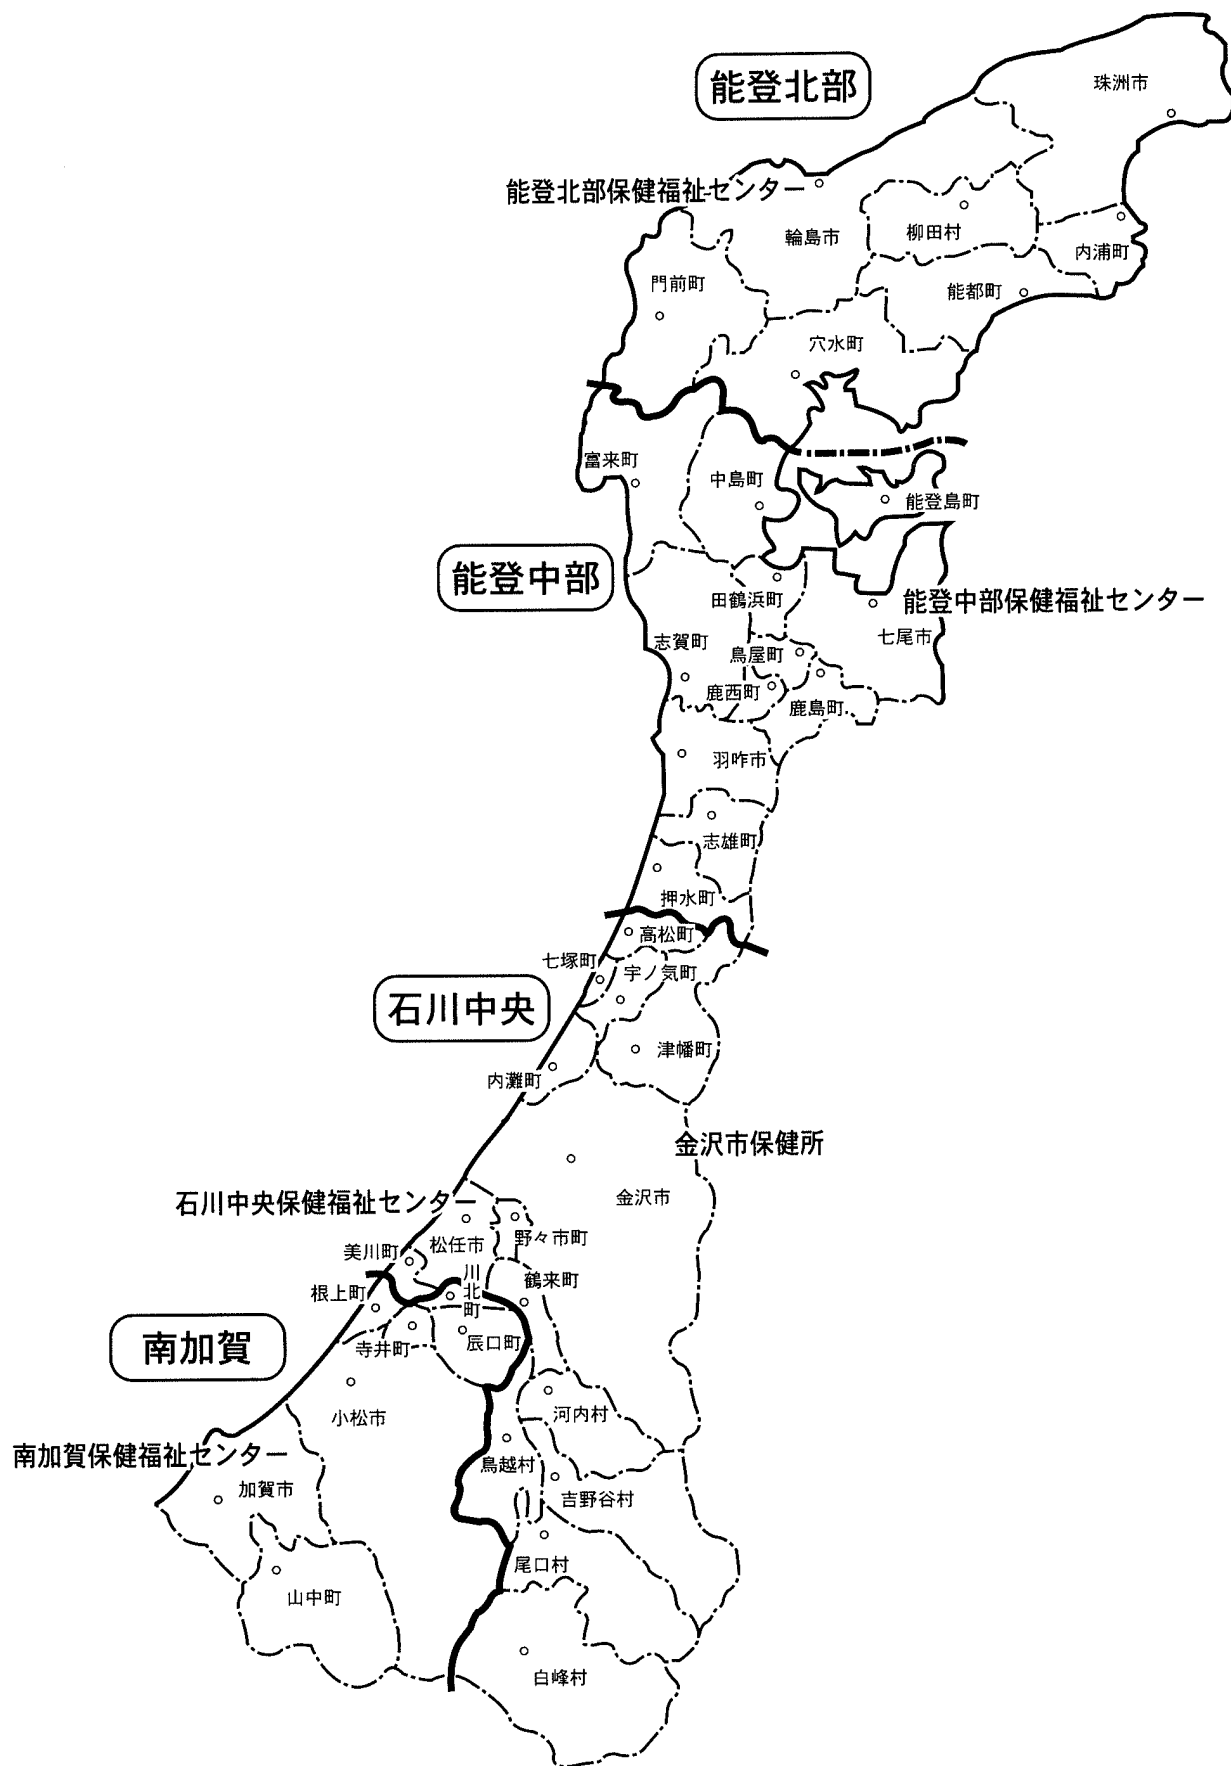 能登北部
珠洲市
能登北部保健福祉センター
輪島市
柳田村
内浦町
門前町
能都町
穴水町
富来町
中島町
能登島町
能登中部
田鶴浜町
能登中部保健福祉センター
七尾市
志賀町
鳥屋町
鹿西町
鹿島町
羽咋市
志雄町
押水町
高松町
七塚町
宇ノ気町
石川中央
津幡町
内灘町
金沢市保健所
金沢市
石川中央保健福祉センター
松任市
野々市町
美川町
川北町
鶴来町
根上町
寺井町
辰口町
南加賀
小松市
河内村
南加賀保健福祉センター
鳥越村
加賀市
吉野谷村
尾口村
山中町
白峰村